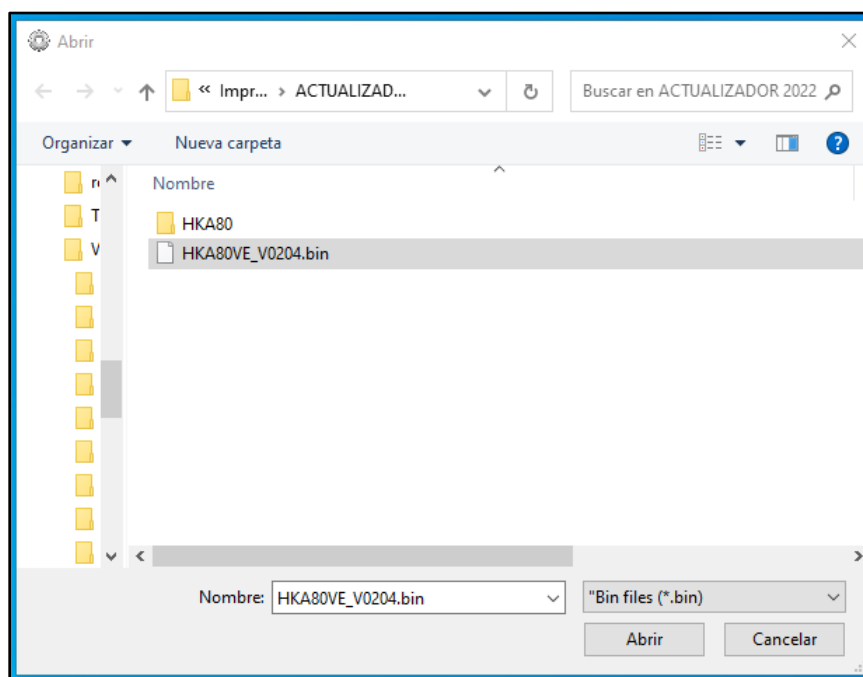 Abrir
« Impr... › ACTUALIZAD...
Buscar en ACTUALIZADOR 2022
Organizar
Nueva carpeta
Nombre
T
V
HKA80
HKA80VE_V0204.bin
Nombre: HKA80VE_V0204.bin
"Bin files (*.bin)
Abrir
Cancelar